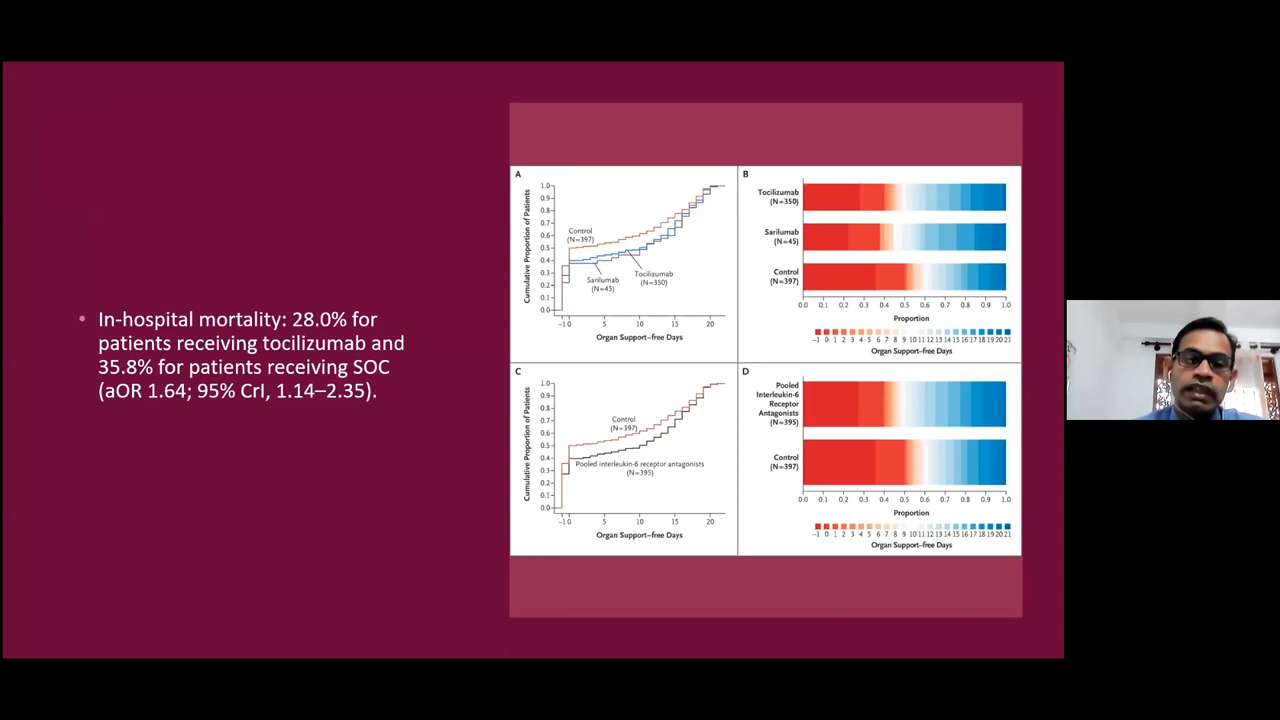 • In-hospital mortality: 28.0% for
patients receiving tocilizumab and
35.8% for patients receiving SOC
(aOR 1.64; 95% CrI, 1.14–2.35).
A
Cumulative Proportion of Patients
1.0
0.9
0.8
0.7
0.6
0.5
0.4
0.3
0.2
0.1
0.0
Control
(N=397)
Sarilumab
(N=45)
Tocilizumab
(N=350)
−1 0 5 10 15 20
Organ Support–free Days
B
Tocilizumab
(N=350)
Sarilumab
(N=45)
Control
(N=397)
0.0 0.1 0.2 0.3 0.4 0.5 0.6 0.7 0.8 0.9 1.0
Proportion
−1 0 1 2 3 4 5 6 7 8 9 10 11 12 13 14 15 16 17 18 19 20 21
Organ Support–free Days
C
Cumulative Proportion of Patients
1.0
0.9
0.8
0.7
0.6
0.5
0.4
0.3
0.2
0.1
0.0
Control
(N=397)
Pooled interleukin-6 receptor antagonists
(N=395)
−1 0 5 10 15 20
Organ Support–free Days
D
Pooled
Interleukin-6
Receptor
Antagonists
(N=395)
Control
(N=397)
0.0 0.1 0.2 0.3 0.4 0.5 0.6 0.7 0.8 0.9 1.0
Proportion
−1 0 1 2 3 4 5 6 7 8 9 10 11 12 13 14 15 16 17 18 19 20 21
Organ Support–free Days